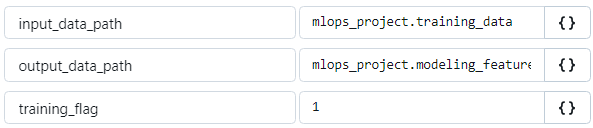 input_data_path mlops_project.training_data {}
output_data_path mlops_project.modeling_feature {}
training_flag 1 {}